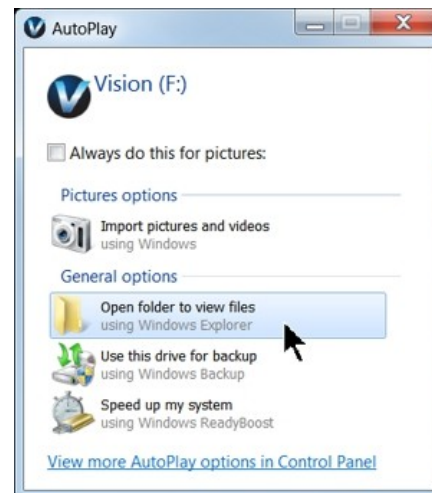 AutoPlay
Vision (F:)
Always do this for pictures:
Pictures options
Import pictures and videos
using Windows
General options
Open folder to view files
using Windows Explorer
Use this drive for backup
using Windows Backup
Speed up my system
using Windows ReadyBoost
View more AutoPlay options in Control Panel